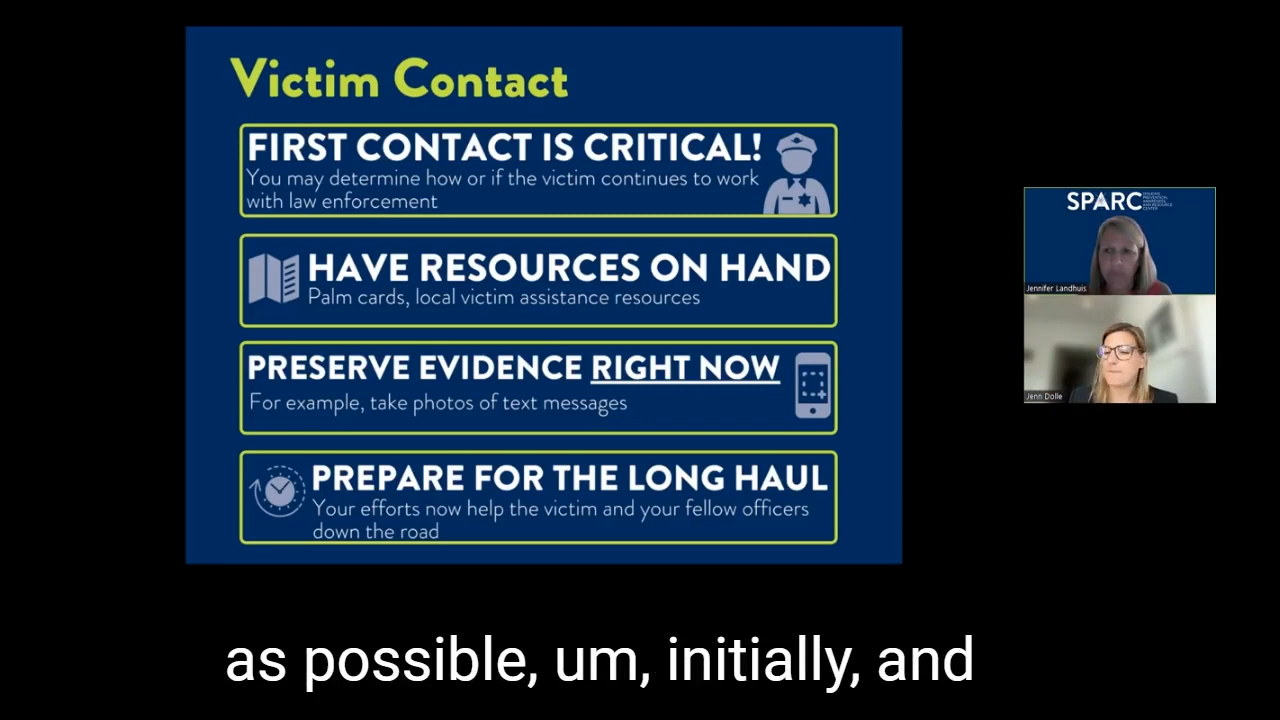 Victim Contact
FIRST CONTACT IS CRITICAL!
You may determine how or if the victim continues to work
with law enforcement
HAVE RESOURCES ON HAND
Palm cards, local victim assistance resources
PRESERVE EVIDENCE RIGHT NOW
For example, take photos of text messages
PREPARE FOR THE LONG HAUL
Your efforts now help the victim and your fellow officers
down the road
SPARC
Jennifer Landhuis
Jenn Dolle
as possible, um, initially, and